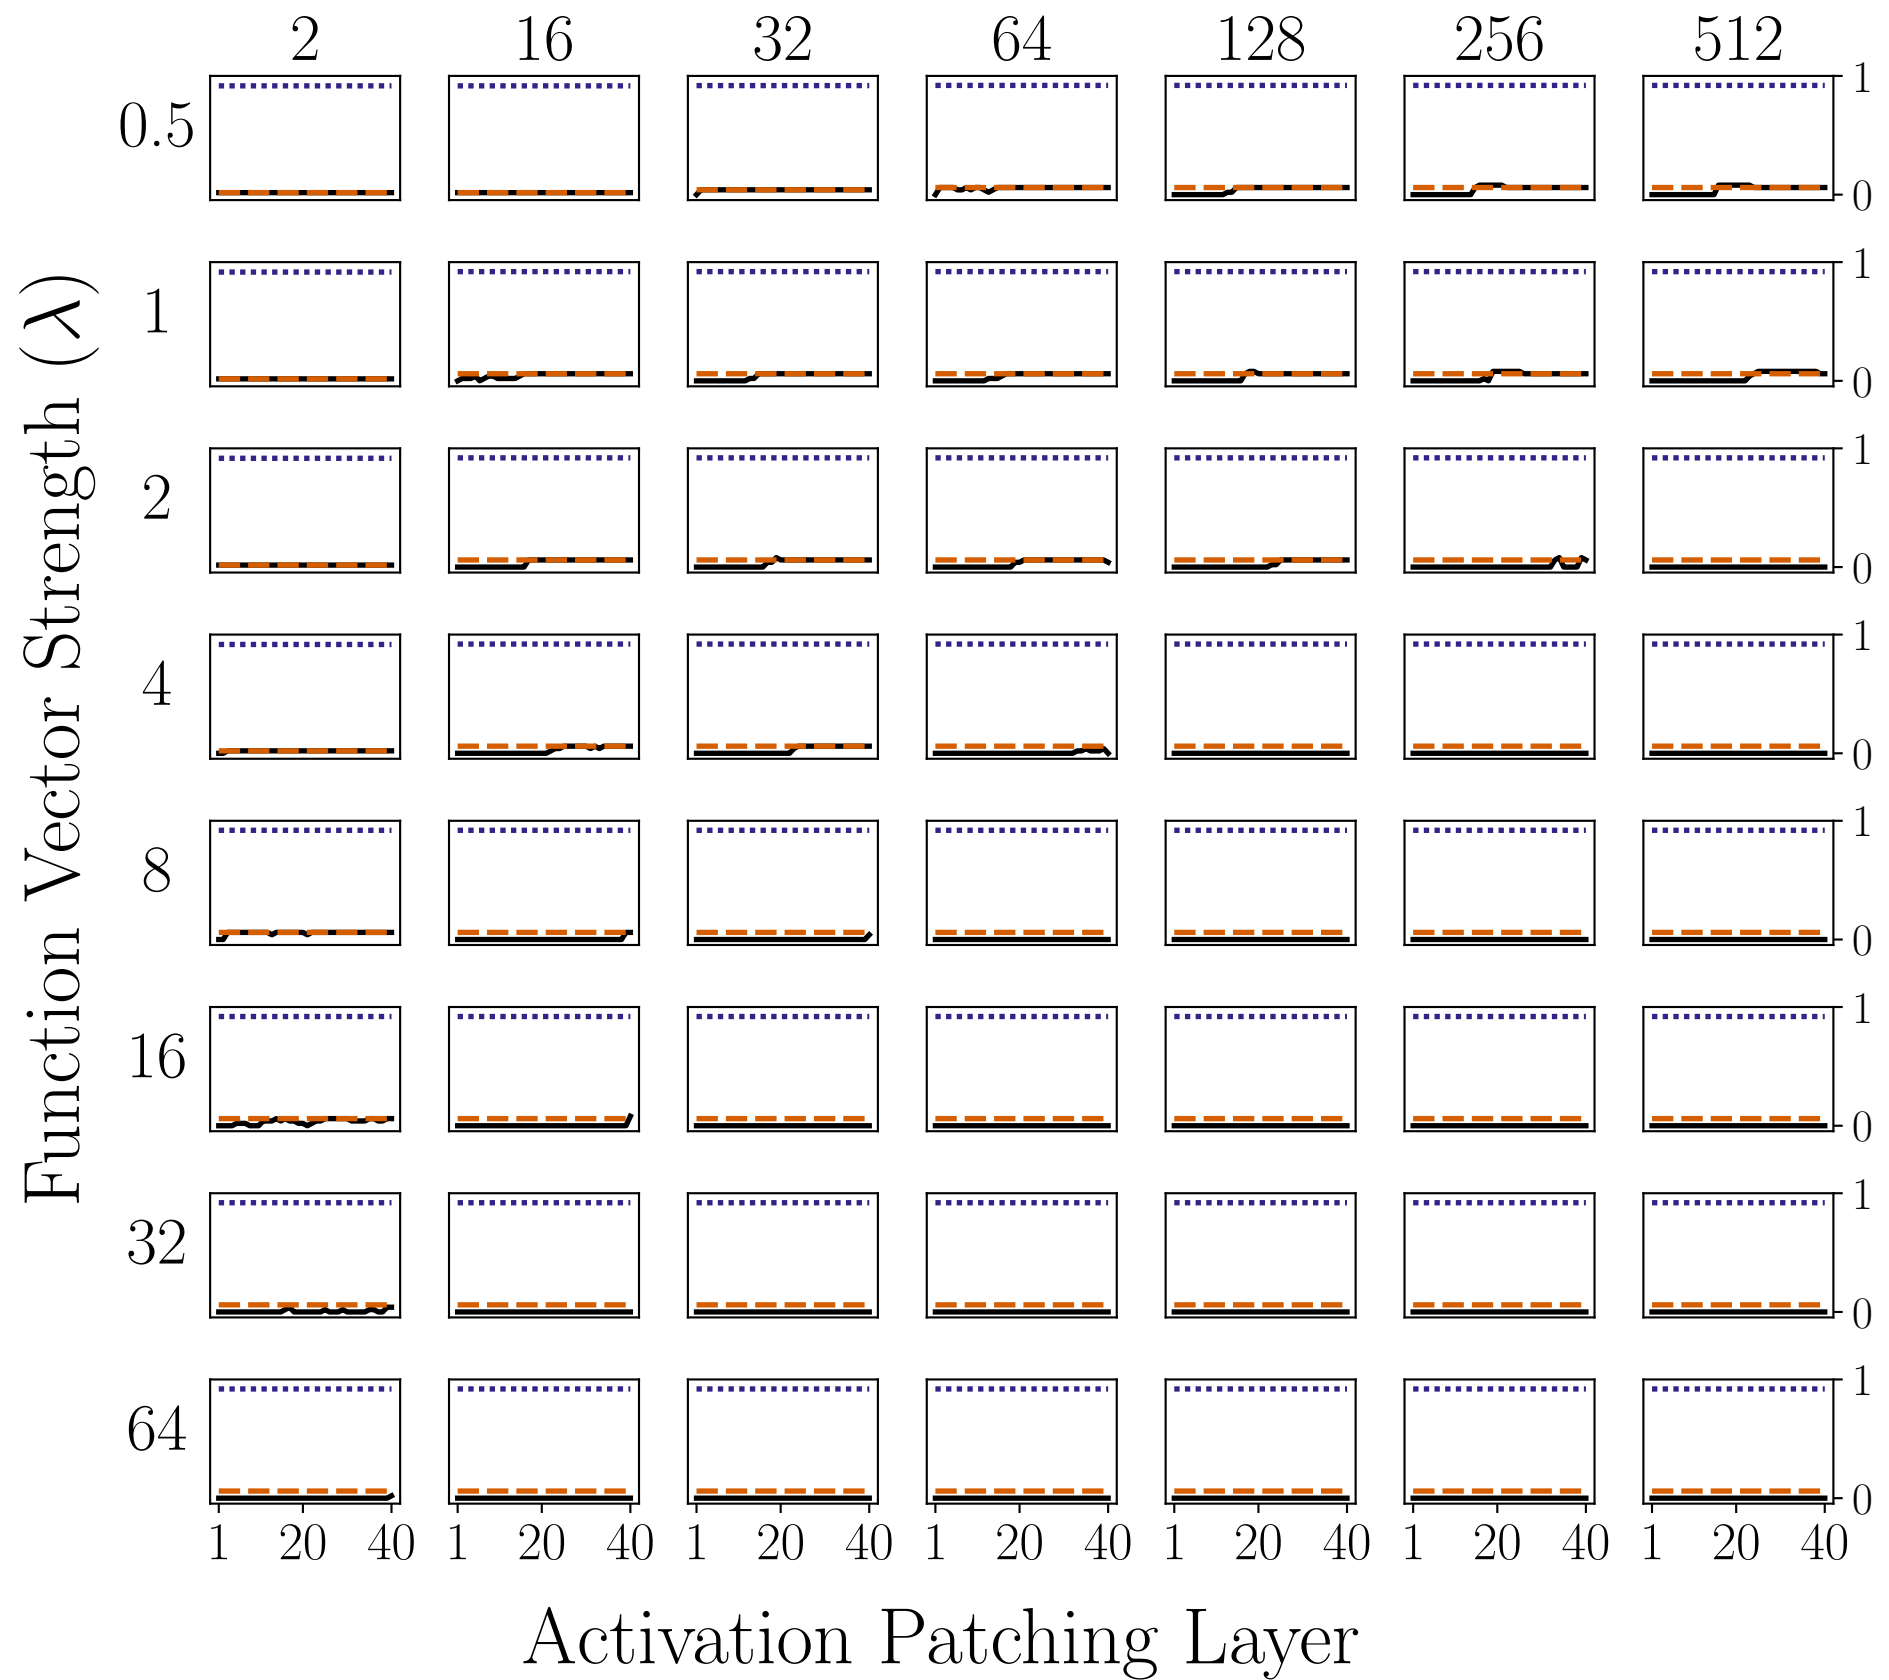 2 16 32 64 128 256 512
Function Vector Strength (λ)
0.5 1 0
1 1 0
2 1 0
4 1 0
8 1 0
16 1 0
32 1 0
64 1 0
1 20 40 1 20 40 1 20 40 1 20 40 1 20 40 1 20 40 1 20 40
Activation Patching Layer